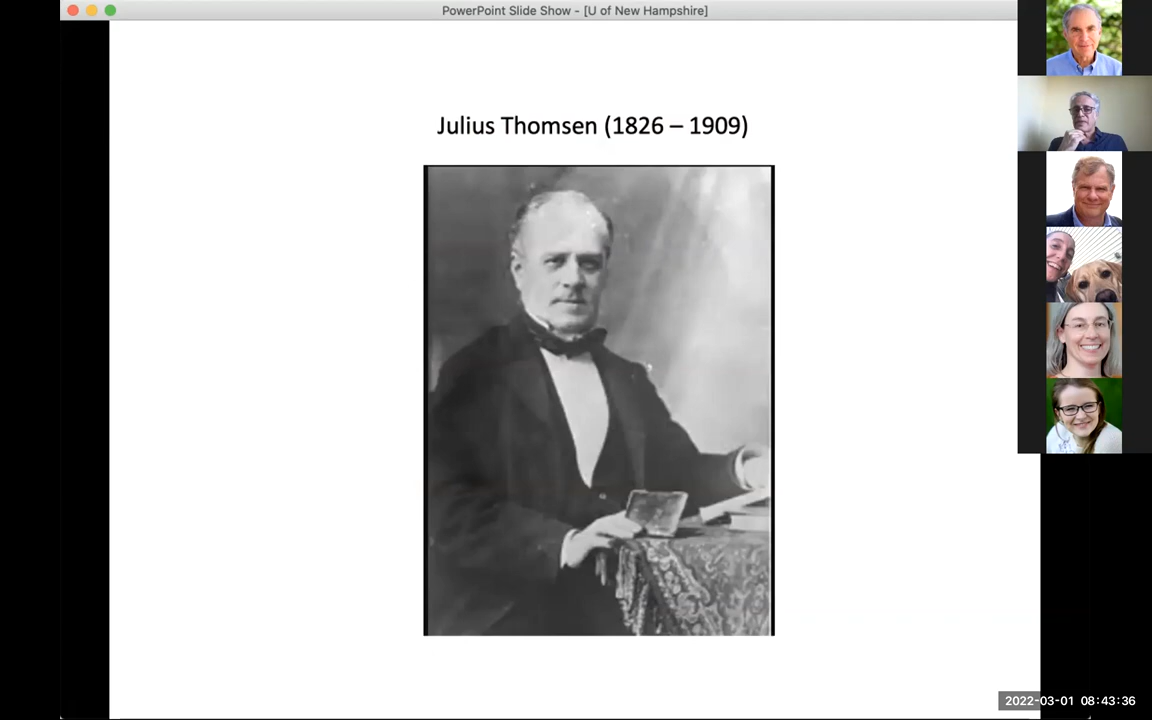 PowerPoint Slide Show - [U of New Hampshire]
Julius Thomsen (1826 – 1909)
2022-03-01 08:43:36